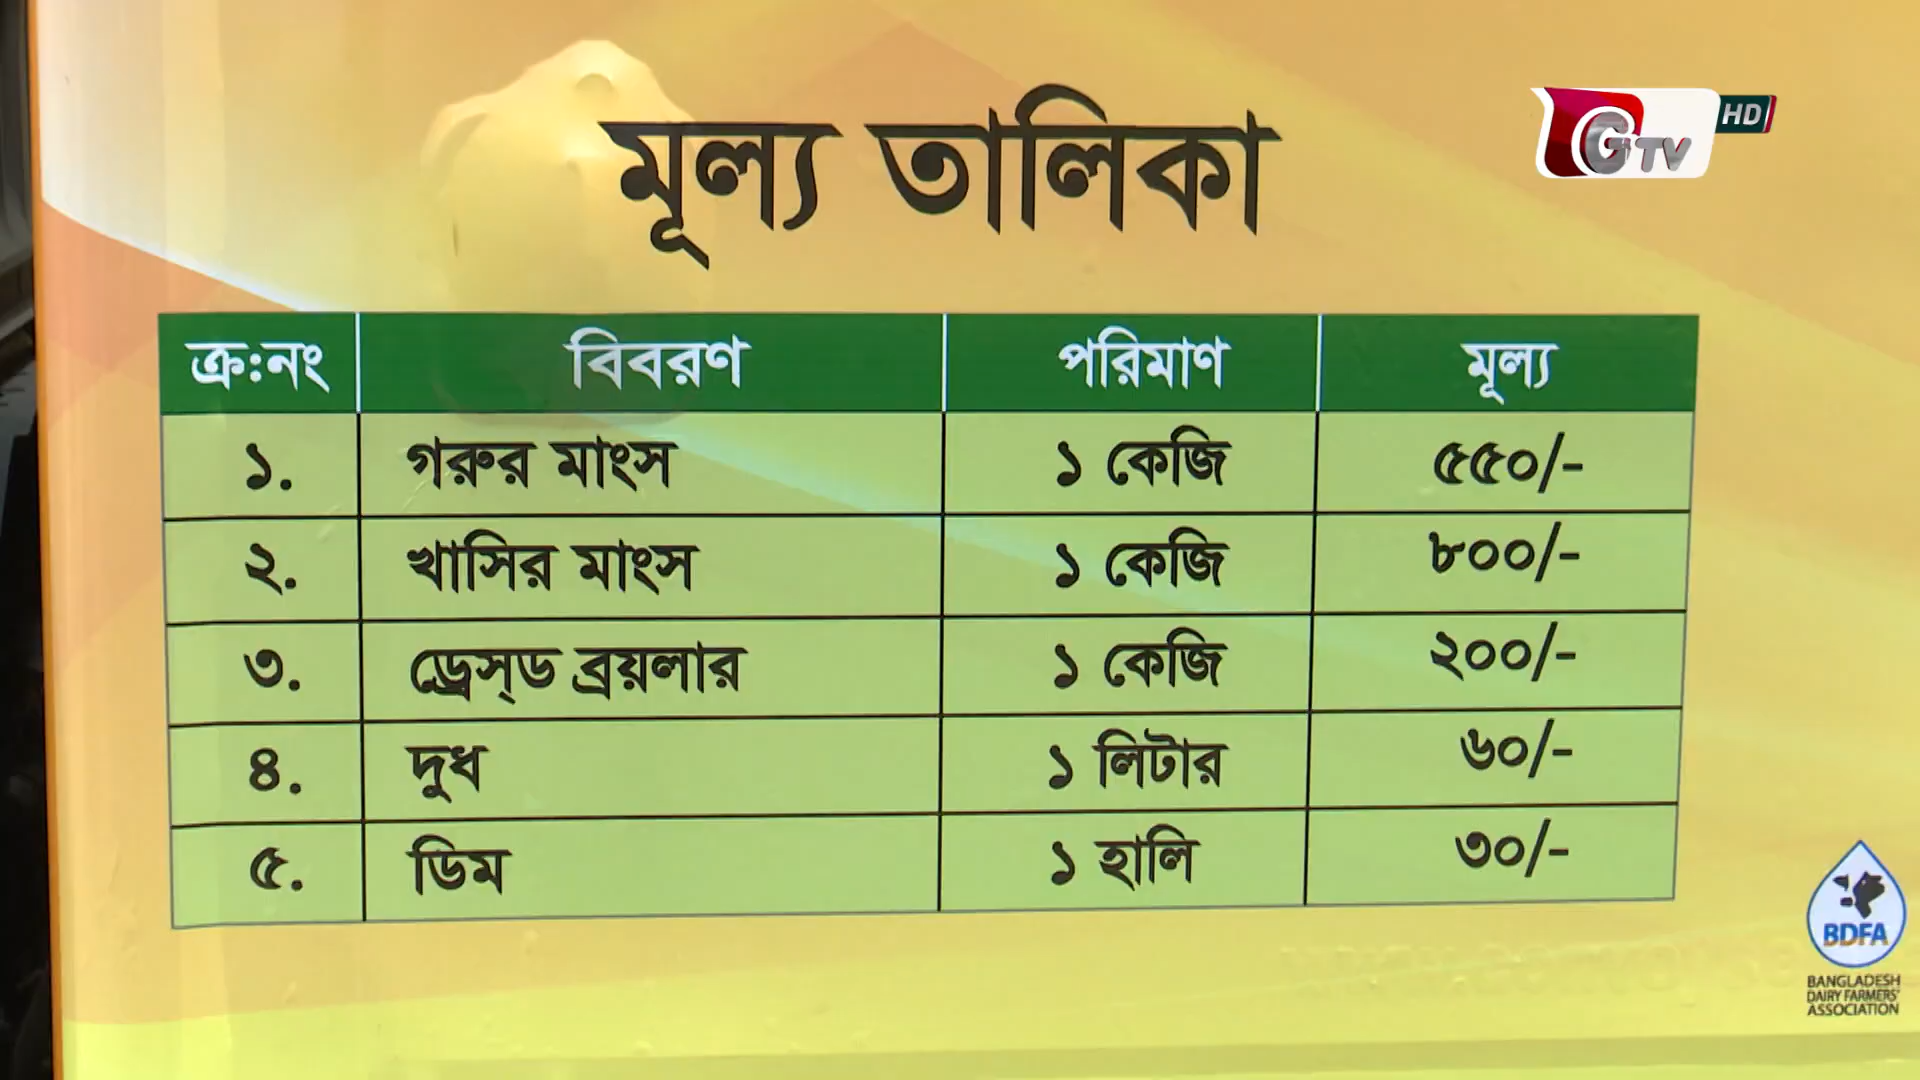 মূল্য তালিকা
GTV HD
ক্র:নং বিবরণ পরিমাণ মূল্য
১. গরুর মাংস ১ কেজি ৫৫০/-
২. খাসির মাংস ১ কেজি ৮০০/-
৩. ড্রেস্‌ড ব্রয়লার ১ কেজি ২০০/-
৪. দুধ ১ লিটার ৬০/-
৫. ডিম ১ হালি ৩০/-
BDFA
BANGLADESH
DAIRY FARMERS'
ASSOCIATION